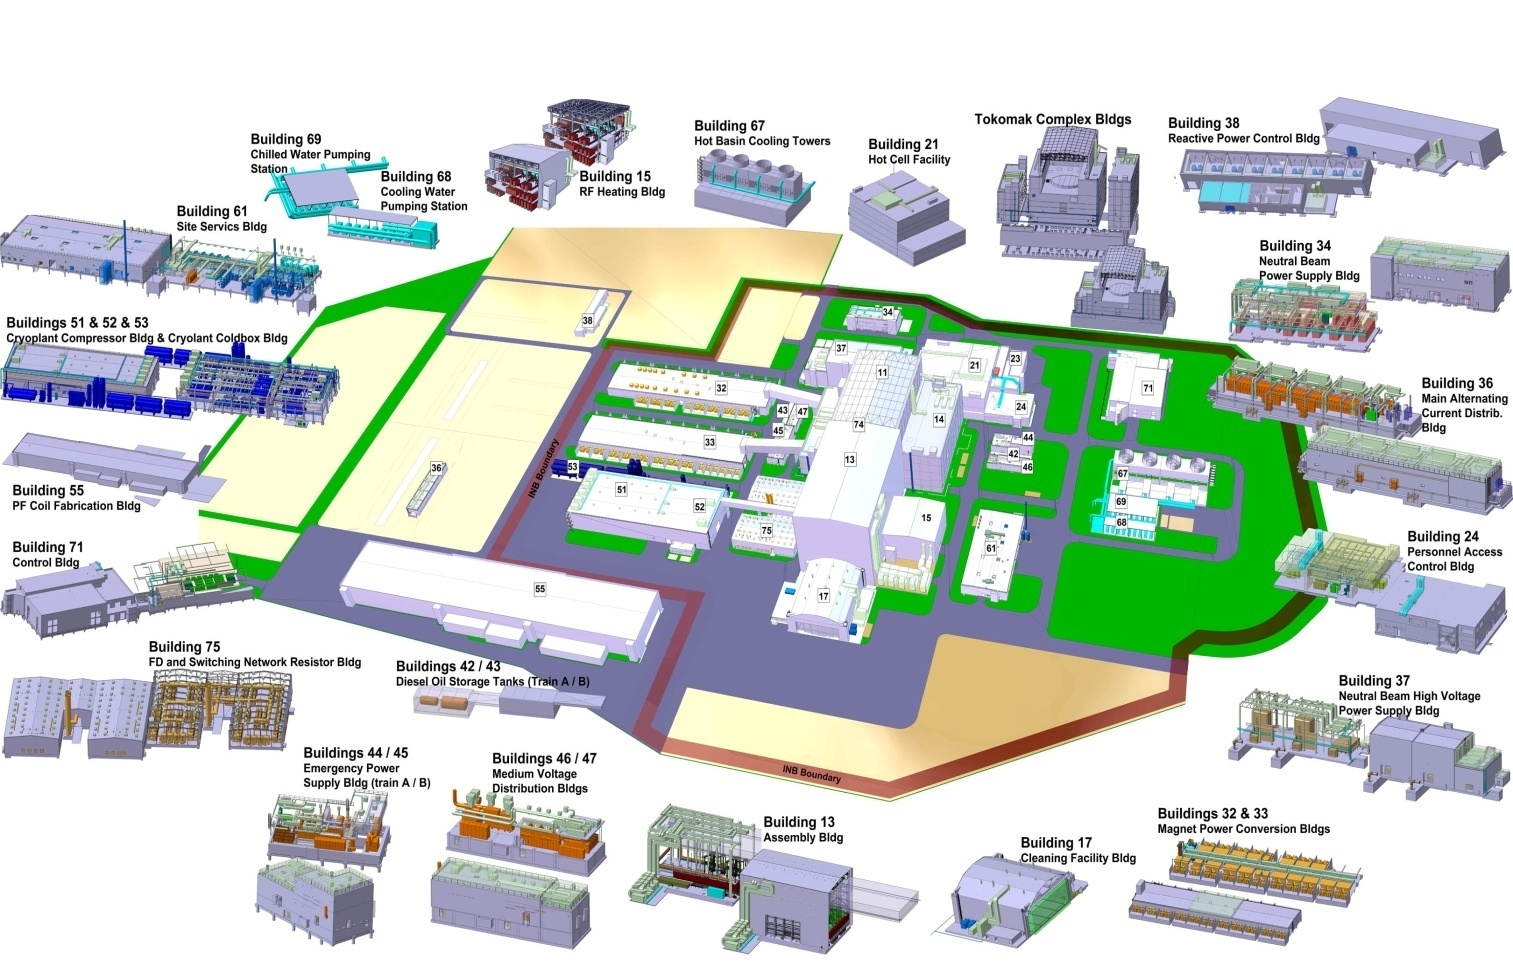 Building 69
Chilled Water Pumping
Station
Building 68
Cooling Water
Pumping Station
Building 15
RF Heating Bldg
Building 67
Hot Basin Cooling Towers
Building 21
Hot Cell Facility
Tokomak Complex Bldgs
Building 38
Reactive Power Control Bldg
Building 61
Site Servics Bldg
Building 34
Neutral Beam
Power Supply Bldg
Buildings 51 & 52 & 53
Cryoplant Compressor Bldg & Cryolant Coldbox Bldg
Building 36
Main Alternating
Current Distrib.
Bldg
Building 55
PF Coil Fabrication Bldg
Building 71
Control Bldg
Building 24
Personnel Access
Control Bldg
Building 75
FD and Switching Network Resistor Bldg
Buildings 42 / 43
Diesel Oil Storage Tanks (Train A / B)
Building 37
Neutral Beam High Voltage
Power Supply Bldg
Buildings 44 / 45
Emergency Power
Supply Bldg (train A / B)
Buildings 46 / 47
Medium Voltage
Distribution Bldgs
Building 13
Assembly Bldg
Building 17
Cleaning Facility Bldg
Buildings 32 & 33
Magnet Power Conversion Bldgs
38
34
37
11
21
23
32
71
43
47
24
74
14
45
33
44
42
46
13
36
53
67
51
52
69
68
75
15
61
55
17
INB Boundary
INB Boundary